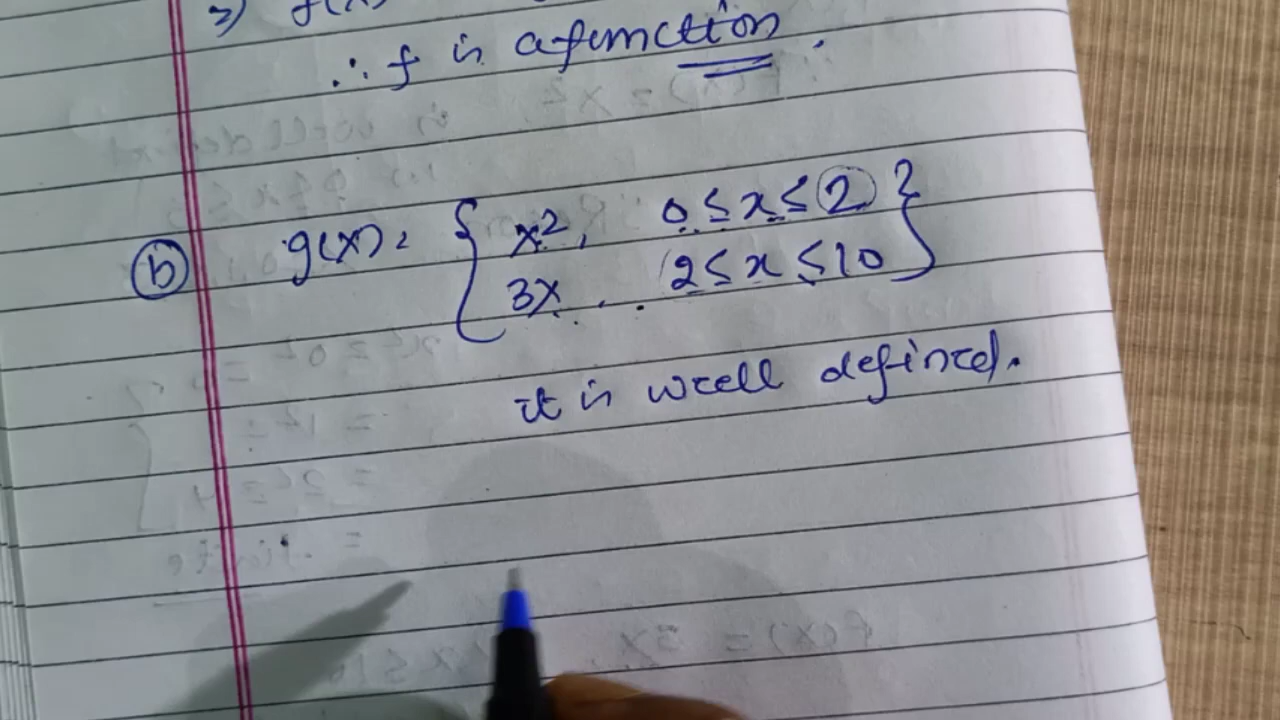 ∴ f is a function.
(b) g(x) = { x², 0 ≤ x ≤ 2 }
3x, 2 ≤ x ≤ 10
it is well defined.